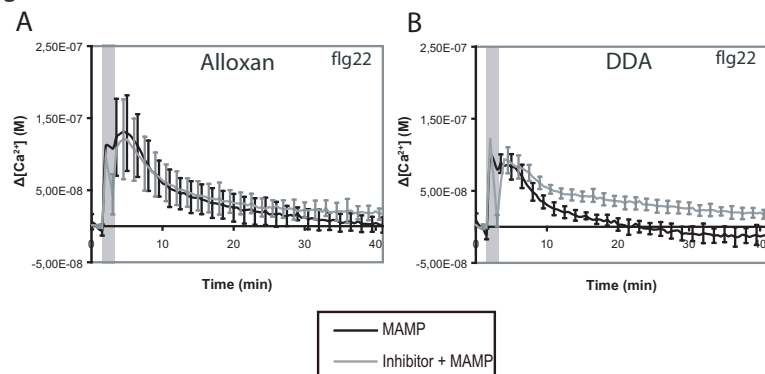 A
Alloxan flg22
2,50E-07
1,50E-07
5,00E-08
-5,00E-08
Δ[Ca²⁺] (M)
0 10 20 30 40
Time (min)
B
DDA flg22
2,50E-07
1,50E-07
5,00E-08
-5,00E-08
Δ[Ca²⁺] (M)
0 10 20 30 40
Time (min)
MAMP
Inhibitor + MAMP